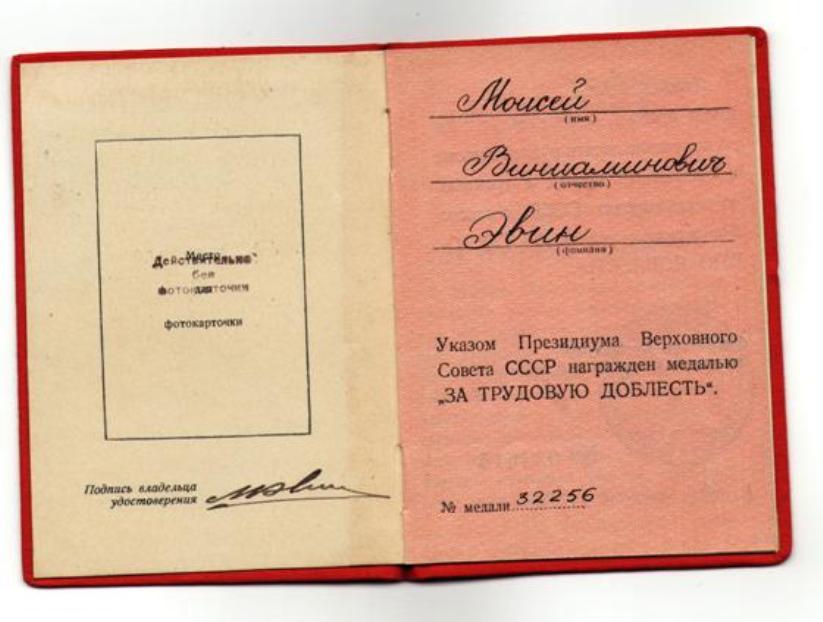 Место
Действительно
без
для
фотокарточки
фотокарточки
Подпись владельца
удостоверения
Моисей
(имя)
Виниаминович
(отчество)
Эвин
(фамилия)
Указом Президиума Верховного
Совета СССР награжден медалью
„ЗА ТРУДОВУЮ ДОБЛЕСТЬ“.
№ медали 32256